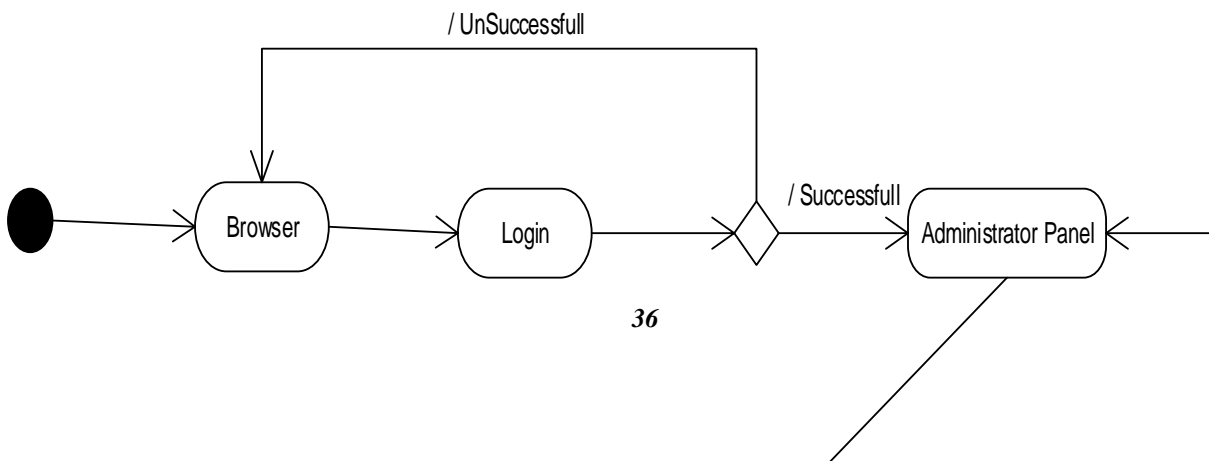 / UnSuccessfull
/ Successfull
Browser
Login
Administrator Panel
36